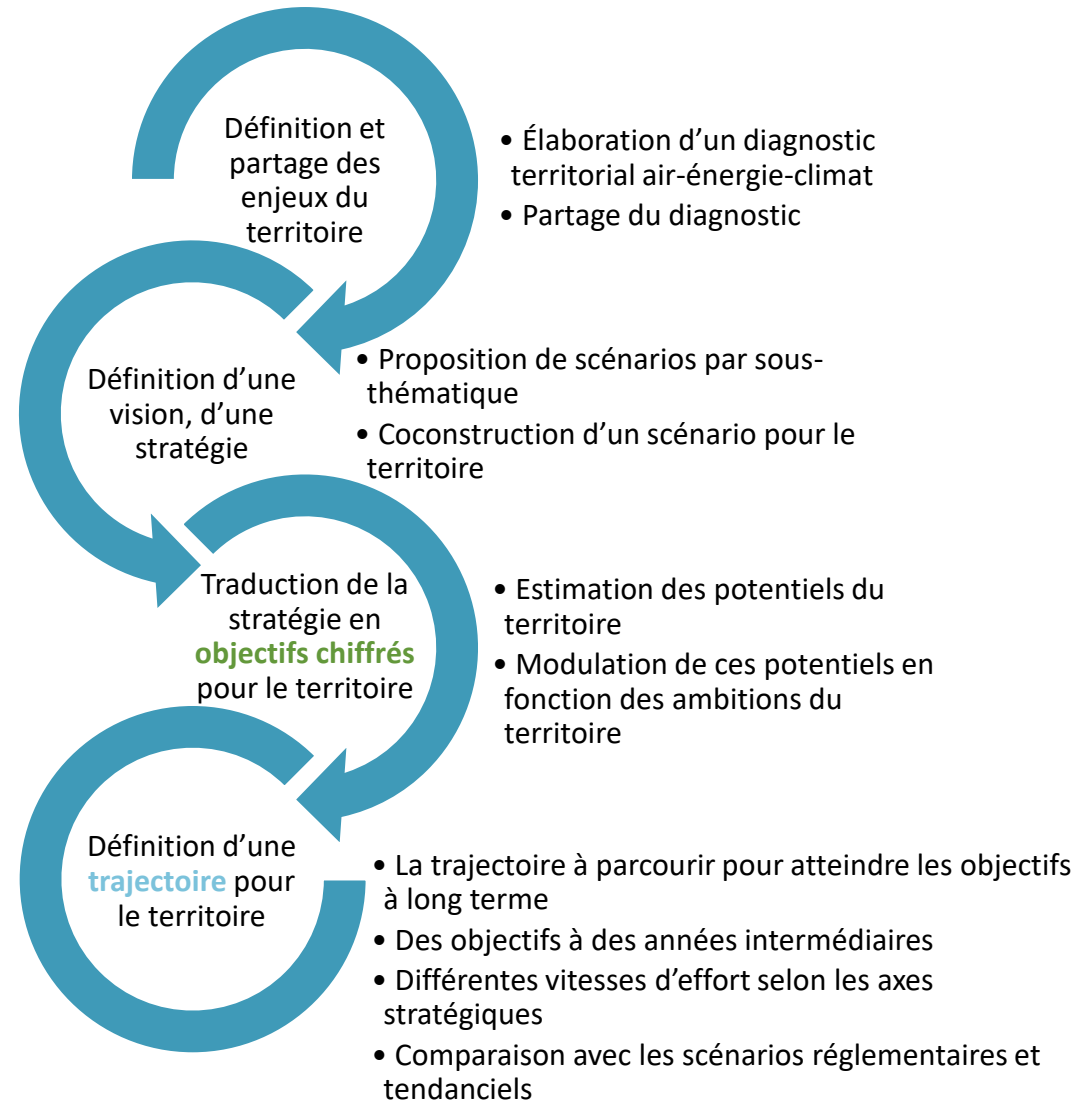 Définition et
partage des
enjeux du
territoire
• Élaboration d’un diagnostic
territorial air-énergie-climat
• Partage du diagnostic
Définition d’une
vision, d’une
stratégie
• Proposition de scénarios par sous-
thématique
• Coconstruction d’un scénario pour le
territoire
Traduction de la
stratégie en
objectifs chiffrés
pour le territoire
• Estimation des potentiels du
territoire
• Modulation de ces potentiels en
fonction des ambitions du
territoire
Définition d’une
trajectoire pour
le territoire
• La trajectoire à parcourir pour atteindre les objectifs
à long terme
• Des objectifs à des années intermédiaires
• Différentes vitesses d’effort selon les axes
stratégiques
• Comparaison avec les scénarios réglementaires et
tendanciels